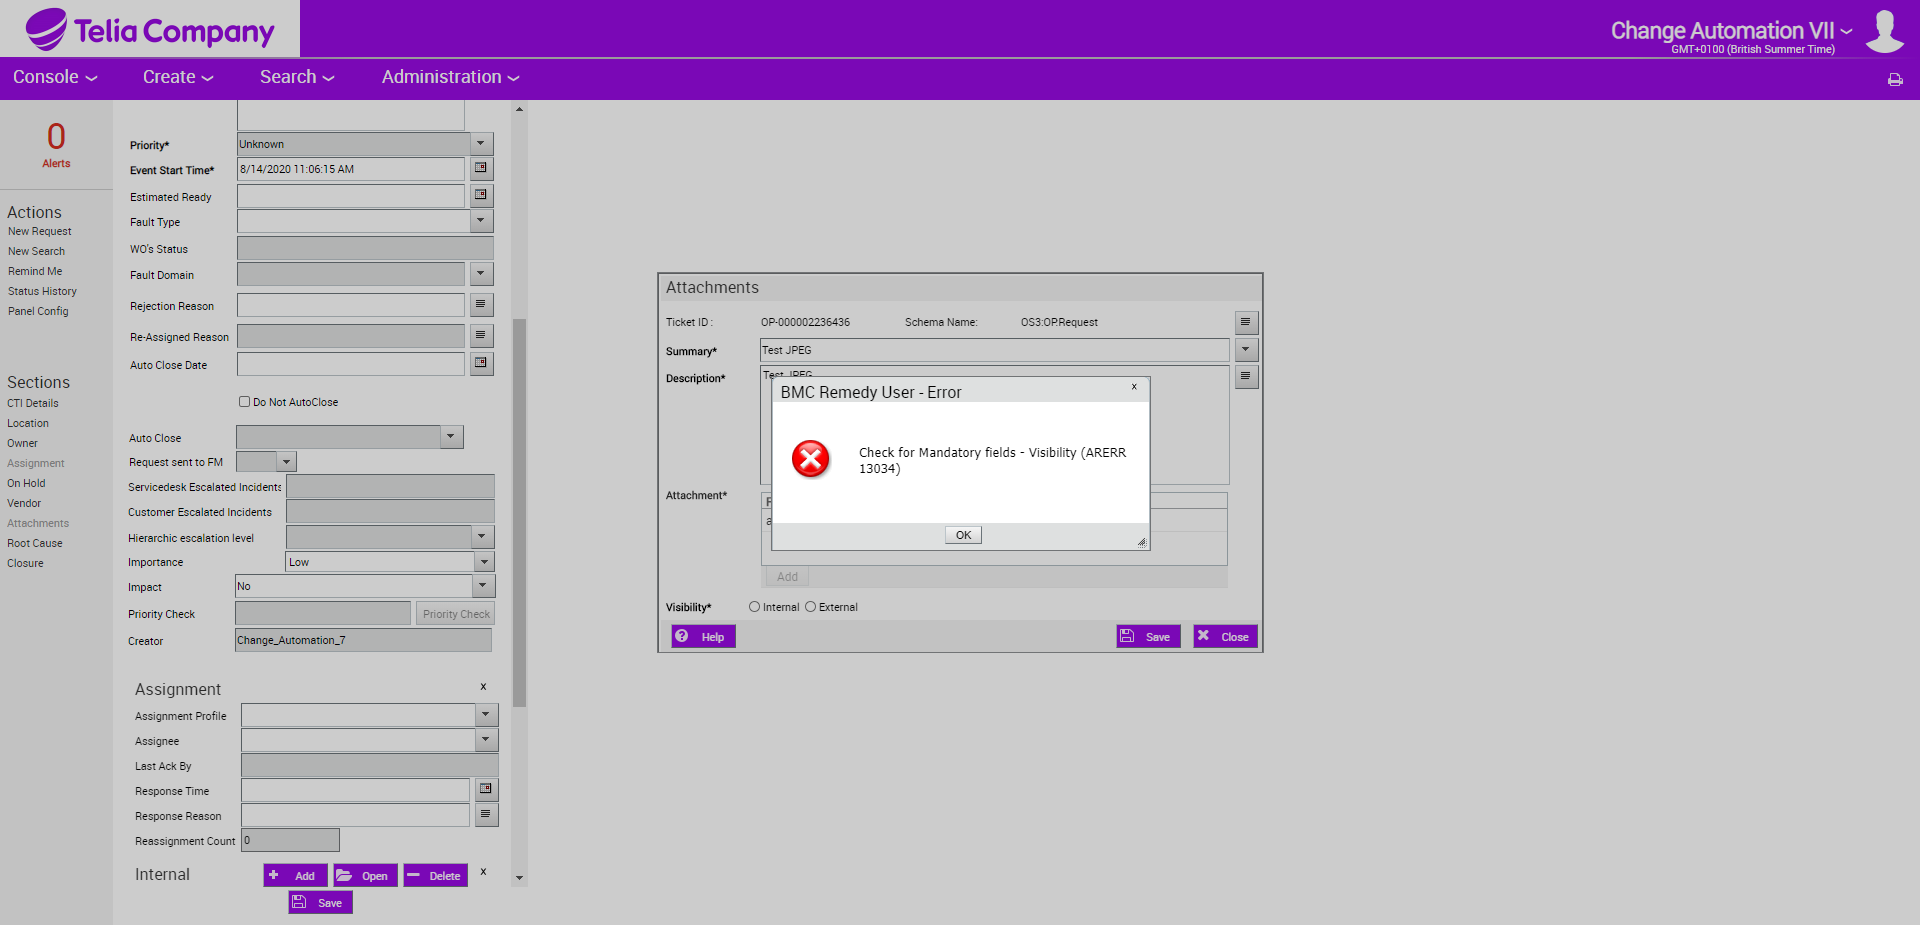 Telia Company
Change Automation VII
GMT+0100 (British Summer Time)
Console
Create
Search
Administration
0
Alerts
Actions
New Request
New Search
Remind Me
Status History
Panel Config
Sections
CTI Details
Location
Owner
Assignment
On Hold
Vendor
Attachments
Root Cause
Closure
Priority* Unknown
Event Start Time* 8/14/2020 11:06:15 AM
Estimated Ready
Fault Type
WO's Status
Fault Domain
Rejection Reason
Re-Assigned Reason
Auto Close Date
Do Not AutoClose
Auto Close
Request sent to FM
Servicedesk Escalated Incidents
Customer Escalated Incidents
Hierarchic escalation level
Importance Low
Impact No
Priority Check Priority Check
Creator Change_Automation_7
Assignment x
Assignment Profile
Assignee
Last Ack By
Response Time
Response Reason
Reassignment Count 0
Internal Add Open Delete x
Save
Attachments
Ticket ID : OP-000002236436 Schema Name: OS3:OP.Request
Summary* Test JPEG
Description* Test JPEG
BMC Remedy User - Error x
Check for Mandatory fields - Visibility (ARERR
13034)
OK
Attachment*
Add
Visibility* Internal External
Help Save Close